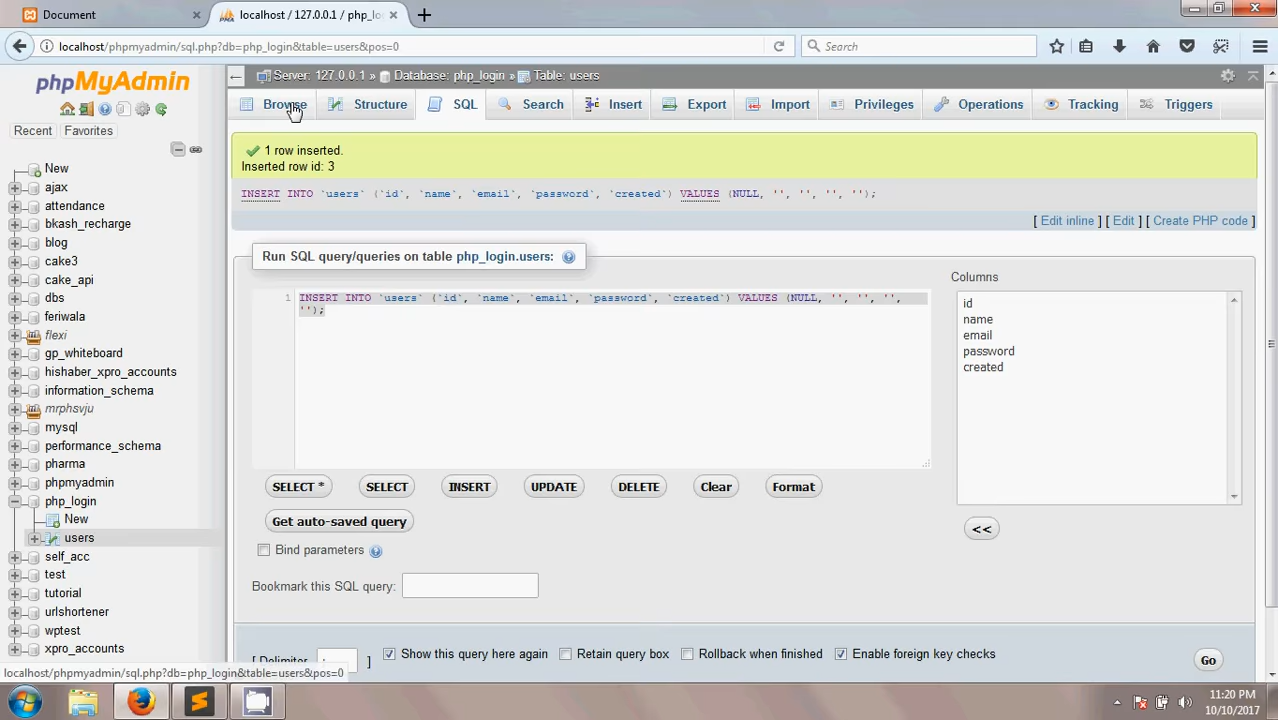 Document
localhost / 127.0.0.1 / php_lo
localhost/phpmyadmin/sql.php?db=php_login&table=users&pos=0
Search
phpMyAdmin
Recent
Favorites
New
ajax
attendance
bkash_recharge
blog
cake3
cake_api
dbs
feriwala
flexi
gp_whiteboard
hishaber_xpro_accounts
information_schema
mrphsvju
mysql
performance_schema
pharma
phpmyadmin
php_login
New
users
self_acc
test
tutorial
urlshortener
wptest
xpro_accounts
Server: 127.0.0.1 » Database: php_login » Table: users
Browse
Structure
SQL
Search
Insert
Export
Import
Privileges
Operations
Tracking
Triggers
1 row inserted.
Inserted row id: 3
INSERT INTO `users` (`id`, `name`, `email`, `password`, `created`) VALUES (NULL, '', '', '', '');
[ Edit inline ] [ Edit ] [ Create PHP code ]
Run SQL query/queries on table php_login.users:
1 INSERT INTO `users` (`id`, `name`, `email`, `password`, `created`) VALUES (NULL, '', '', '',
'');
Columns
id
name
email
password
created
SELECT *
SELECT
INSERT
UPDATE
DELETE
Clear
Format
<<
Get auto-saved query
Bind parameters
Bookmark this SQL query:
[ Delimiter ; ]
Show this query here again
Retain query box
Rollback when finished
Enable foreign key checks
Go
localhost/phpmyadmin/sql.php?db=php_login&table=users&pos=0
11:20 PM
10/10/2017